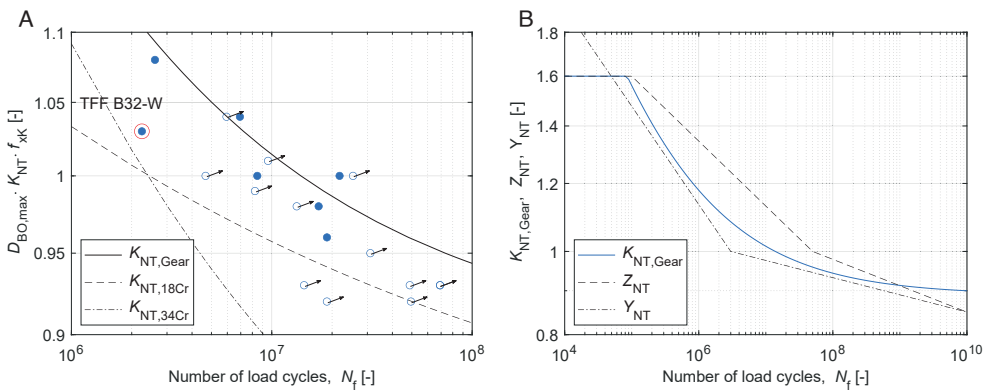 A
1.1
1.05
1
0.95
0.9
D_BO,max · K_NT · f_xK [-]
TFF B32-W
K_NT,Gear
K_NT,18Cr
K_NT,34Cr
10^6
10^7
10^8
Number of load cycles, N_f [-]
B
1.8
1.6
1.4
1.2
1
0.8
K_NT,Gear, Z_NT, Y_NT [-]
K_NT,Gear
Z_NT
Y_NT
10^4
10^6
10^8
10^10
Number of load cycles, N_f [-]